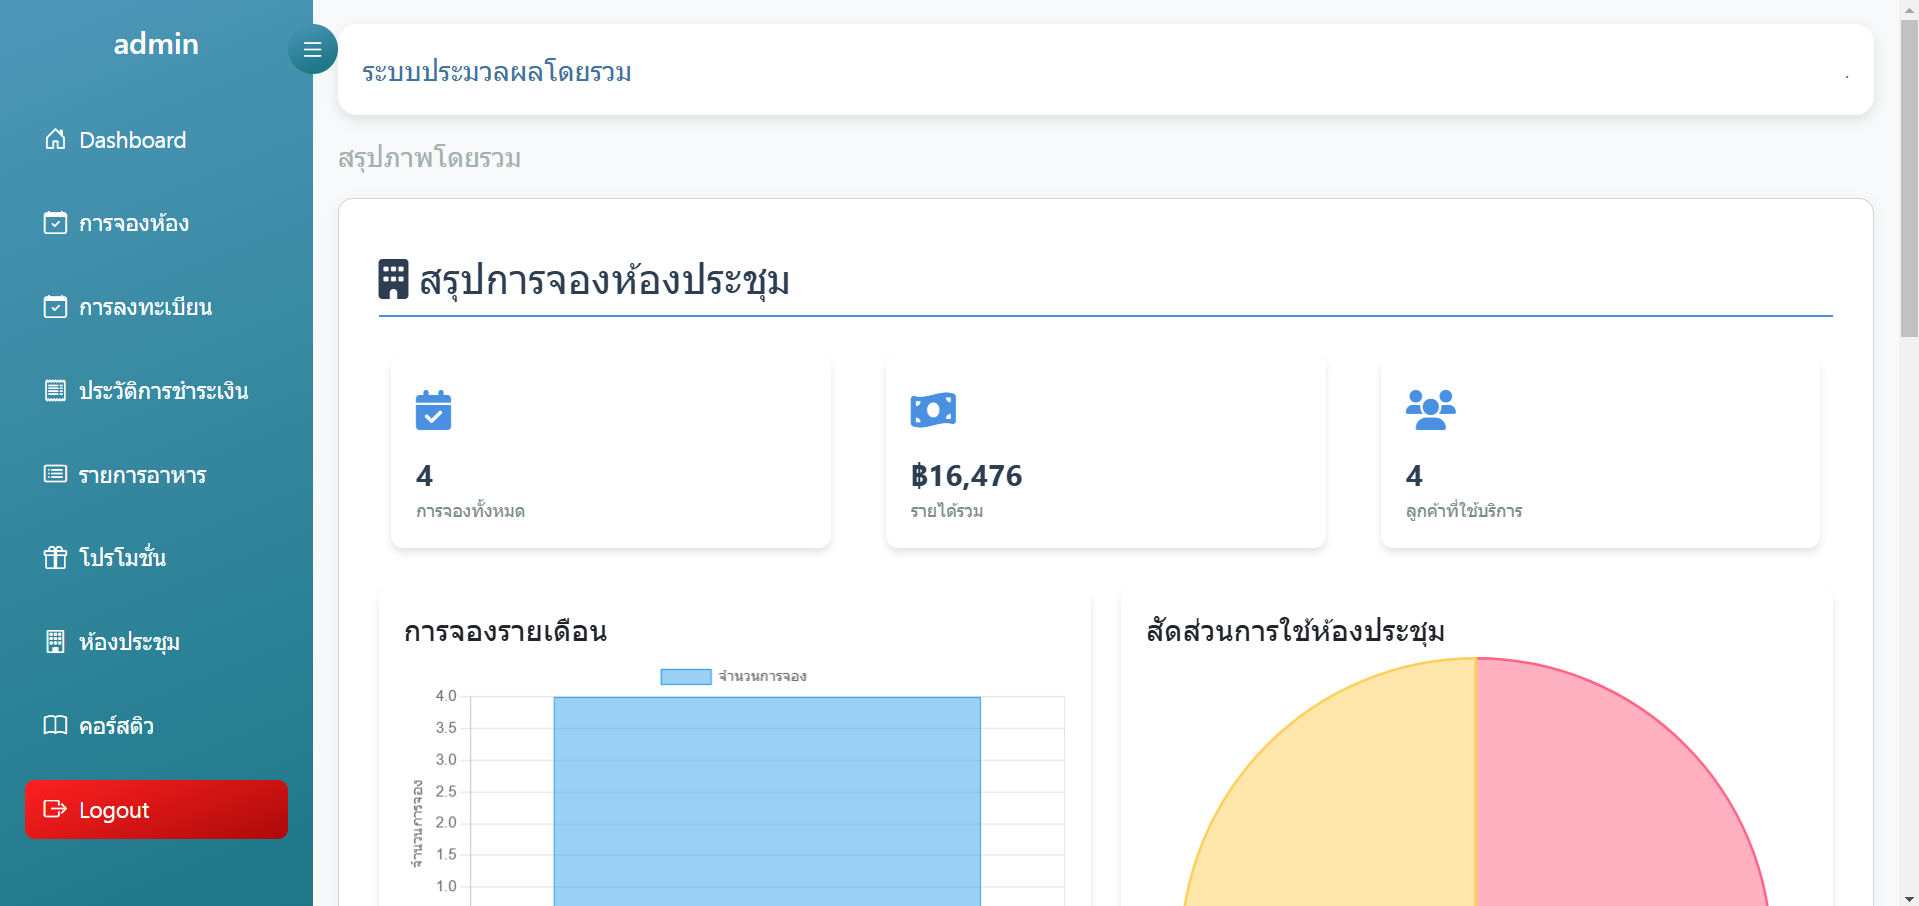 admin
Dashboard
การจองห้อง
การลงทะเบียน
ประวัติการชำระเงิน
รายการอาหาร
โปรโมชั่น
ห้องประชุม
คอร์สติว
Logout
ระบบประมวลผลโดยรวม
.
สรุปภาพโดยรวม
สรุปการจองห้องประชุม
4
การจองทั้งหมด
฿16,476
รายได้รวม
4
ลูกค้าที่ใช้บริการ
การจองรายเดือน
จำนวนการจอง
4.0
3.5
3.0
2.5
2.0
1.5
1.0
จำนวนการจอง
สัดส่วนการใช้ห้องประชุม